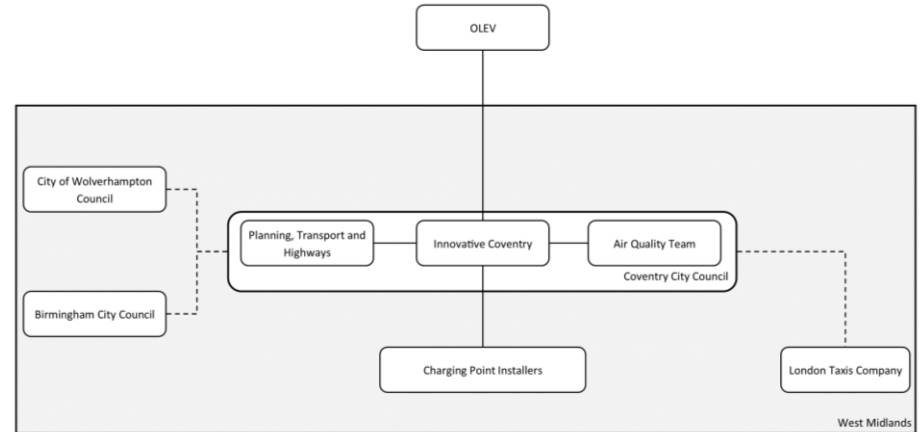 OLEV
City of Wolverhampton
Council
Planning, Transport and
Highways
Innovative Coventry
Air Quality Team
Coventry City Council
Birmingham City Council
Charging Point Installers
London Taxis Company
West Midlands